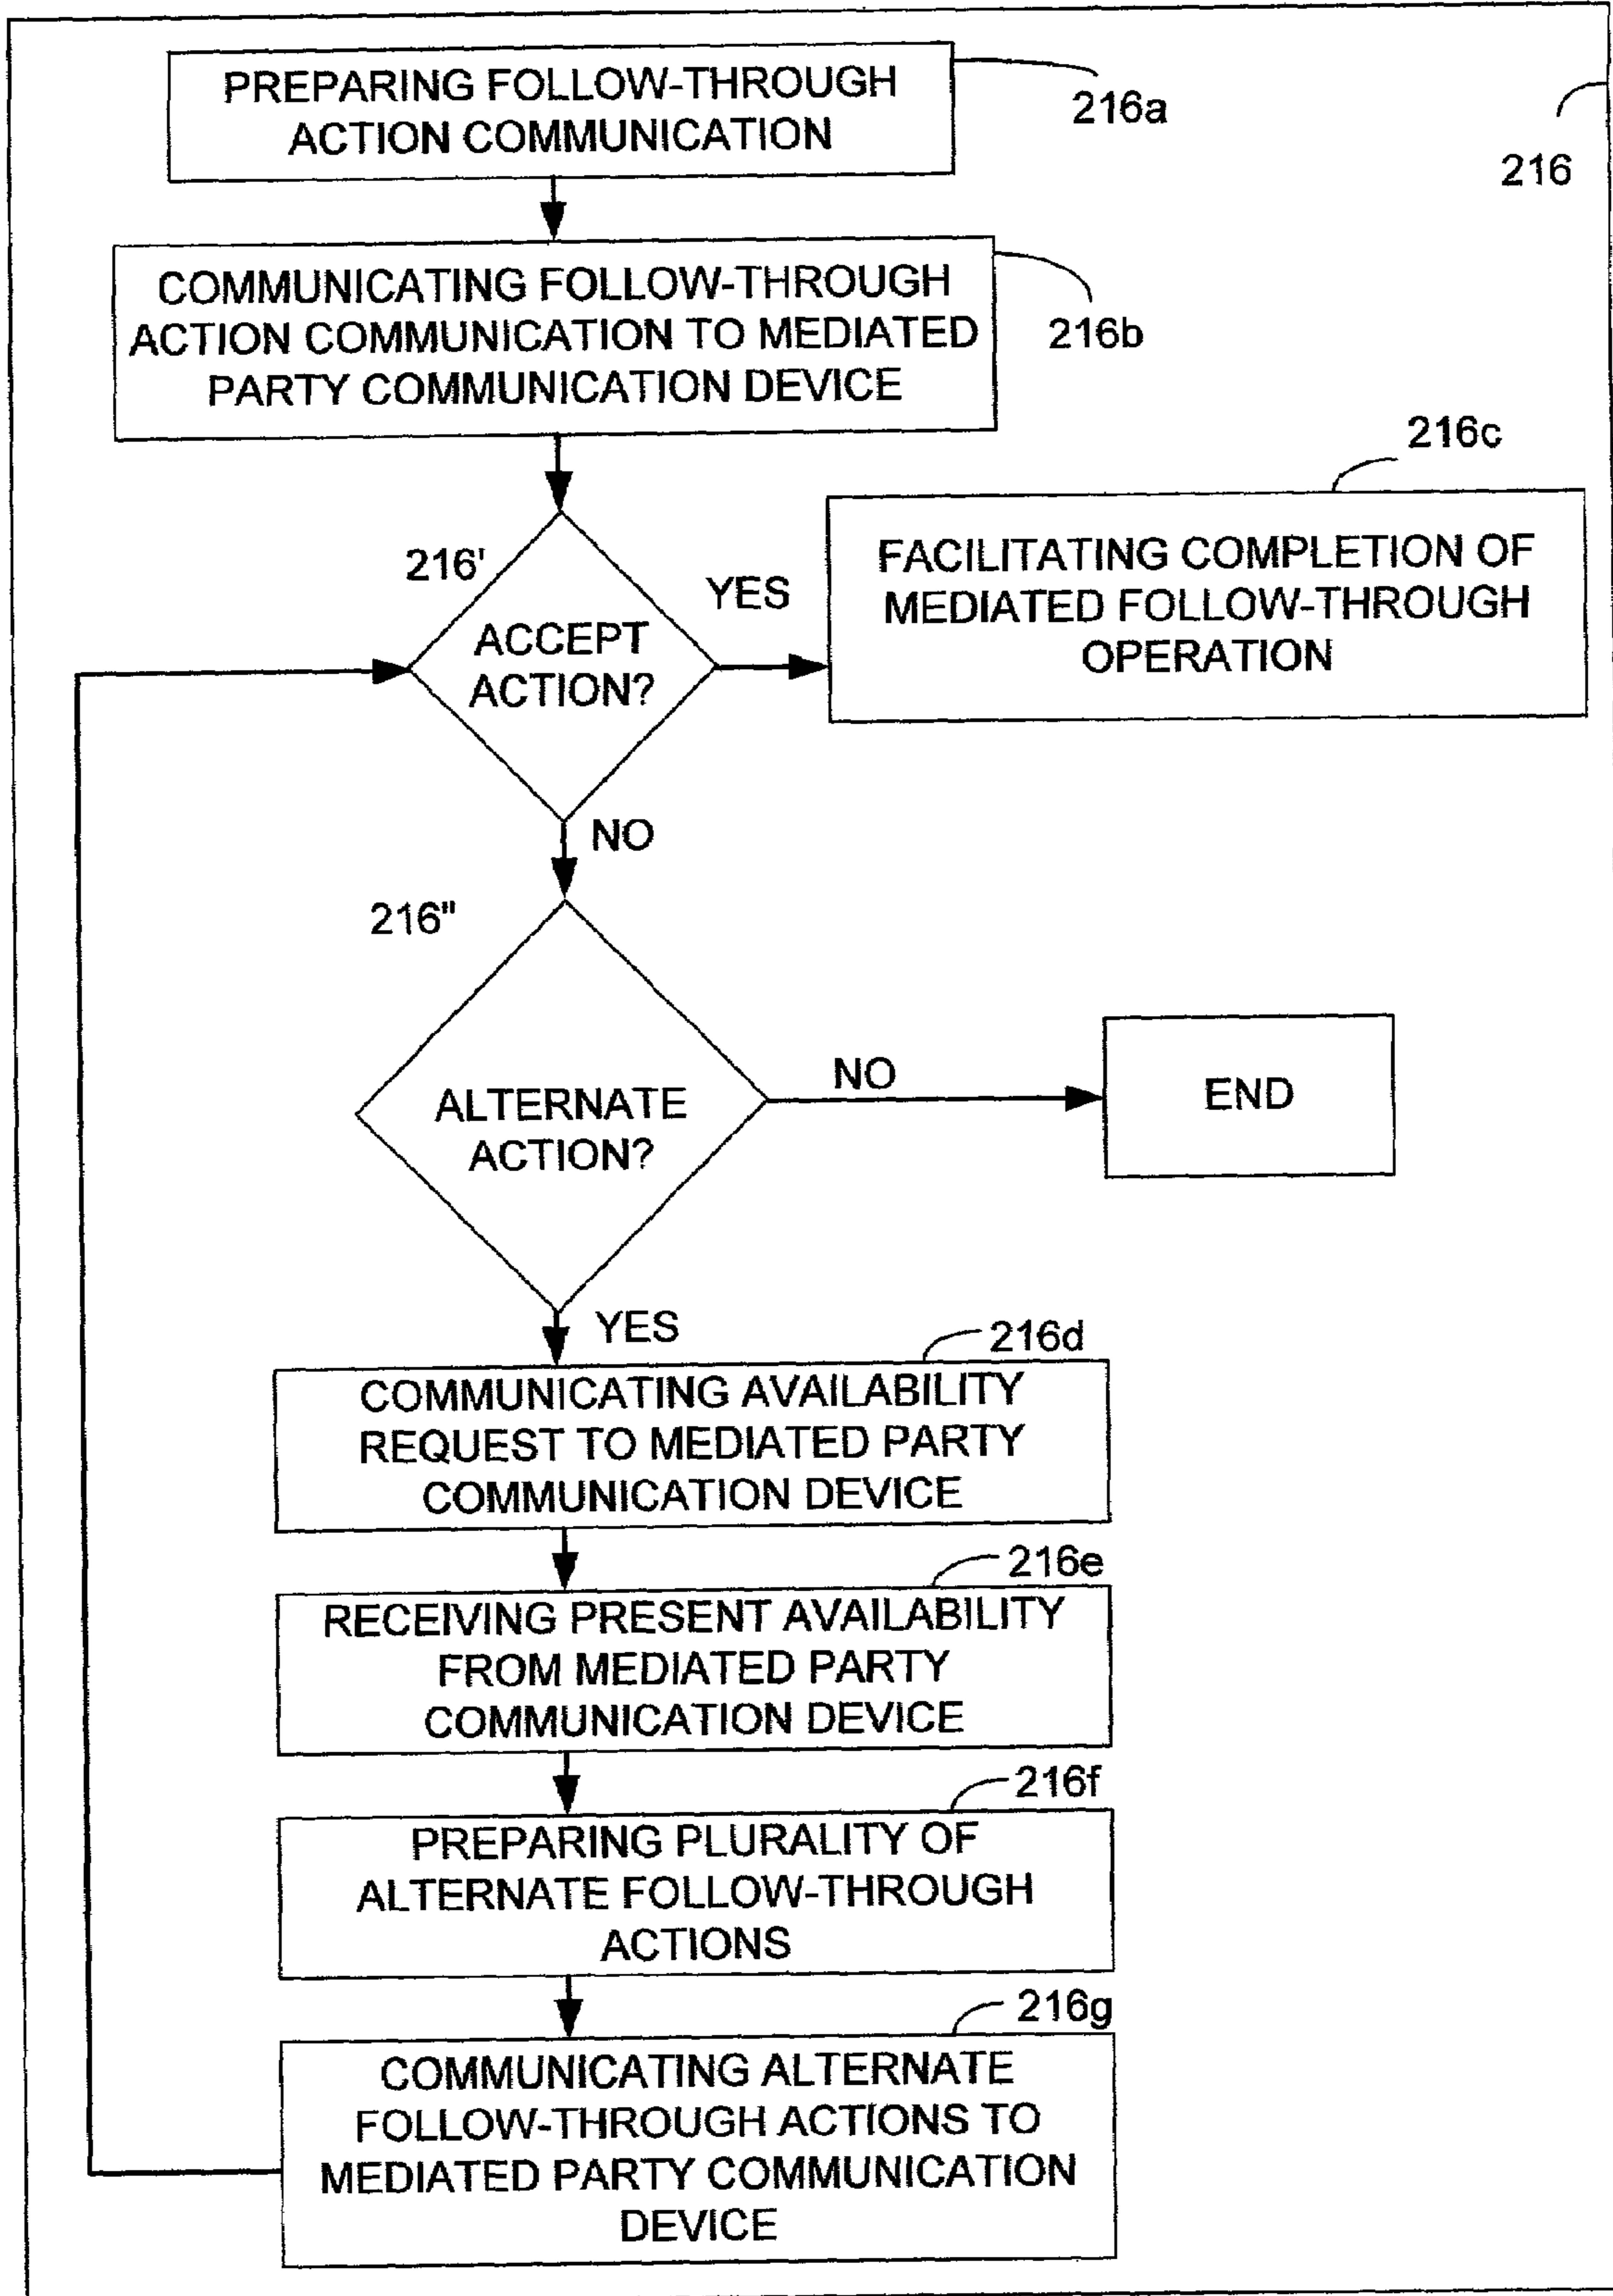 PREPARING FOLLOW-THROUGH
ACTION COMMUNICATION
216a
216
COMMUNICATING FOLLOW-THROUGH
ACTION COMMUNICATION TO MEDIATED
PARTY COMMUNICATION DEVICE
216b
216c
FACILITATING COMPLETION OF
MEDIATED FOLLOW-THROUGH
OPERATION
216'
YES
ACCEPT
ACTION?
NO
216"
ALTERNATE
ACTION?
NO
END
YES
216d
COMMUNICATING AVAILABILITY
REQUEST TO MEDIATED PARTY
COMMUNICATION DEVICE
216e
RECEIVING PRESENT AVAILABILITY
FROM MEDIATED PARTY
COMMUNICATION DEVICE
216f
PREPARING PLURALITY OF
ALTERNATE FOLLOW-THROUGH
ACTIONS
216g
COMMUNICATING ALTERNATE
FOLLOW-THROUGH ACTIONS TO
MEDIATED PARTY COMMUNICATION
DEVICE